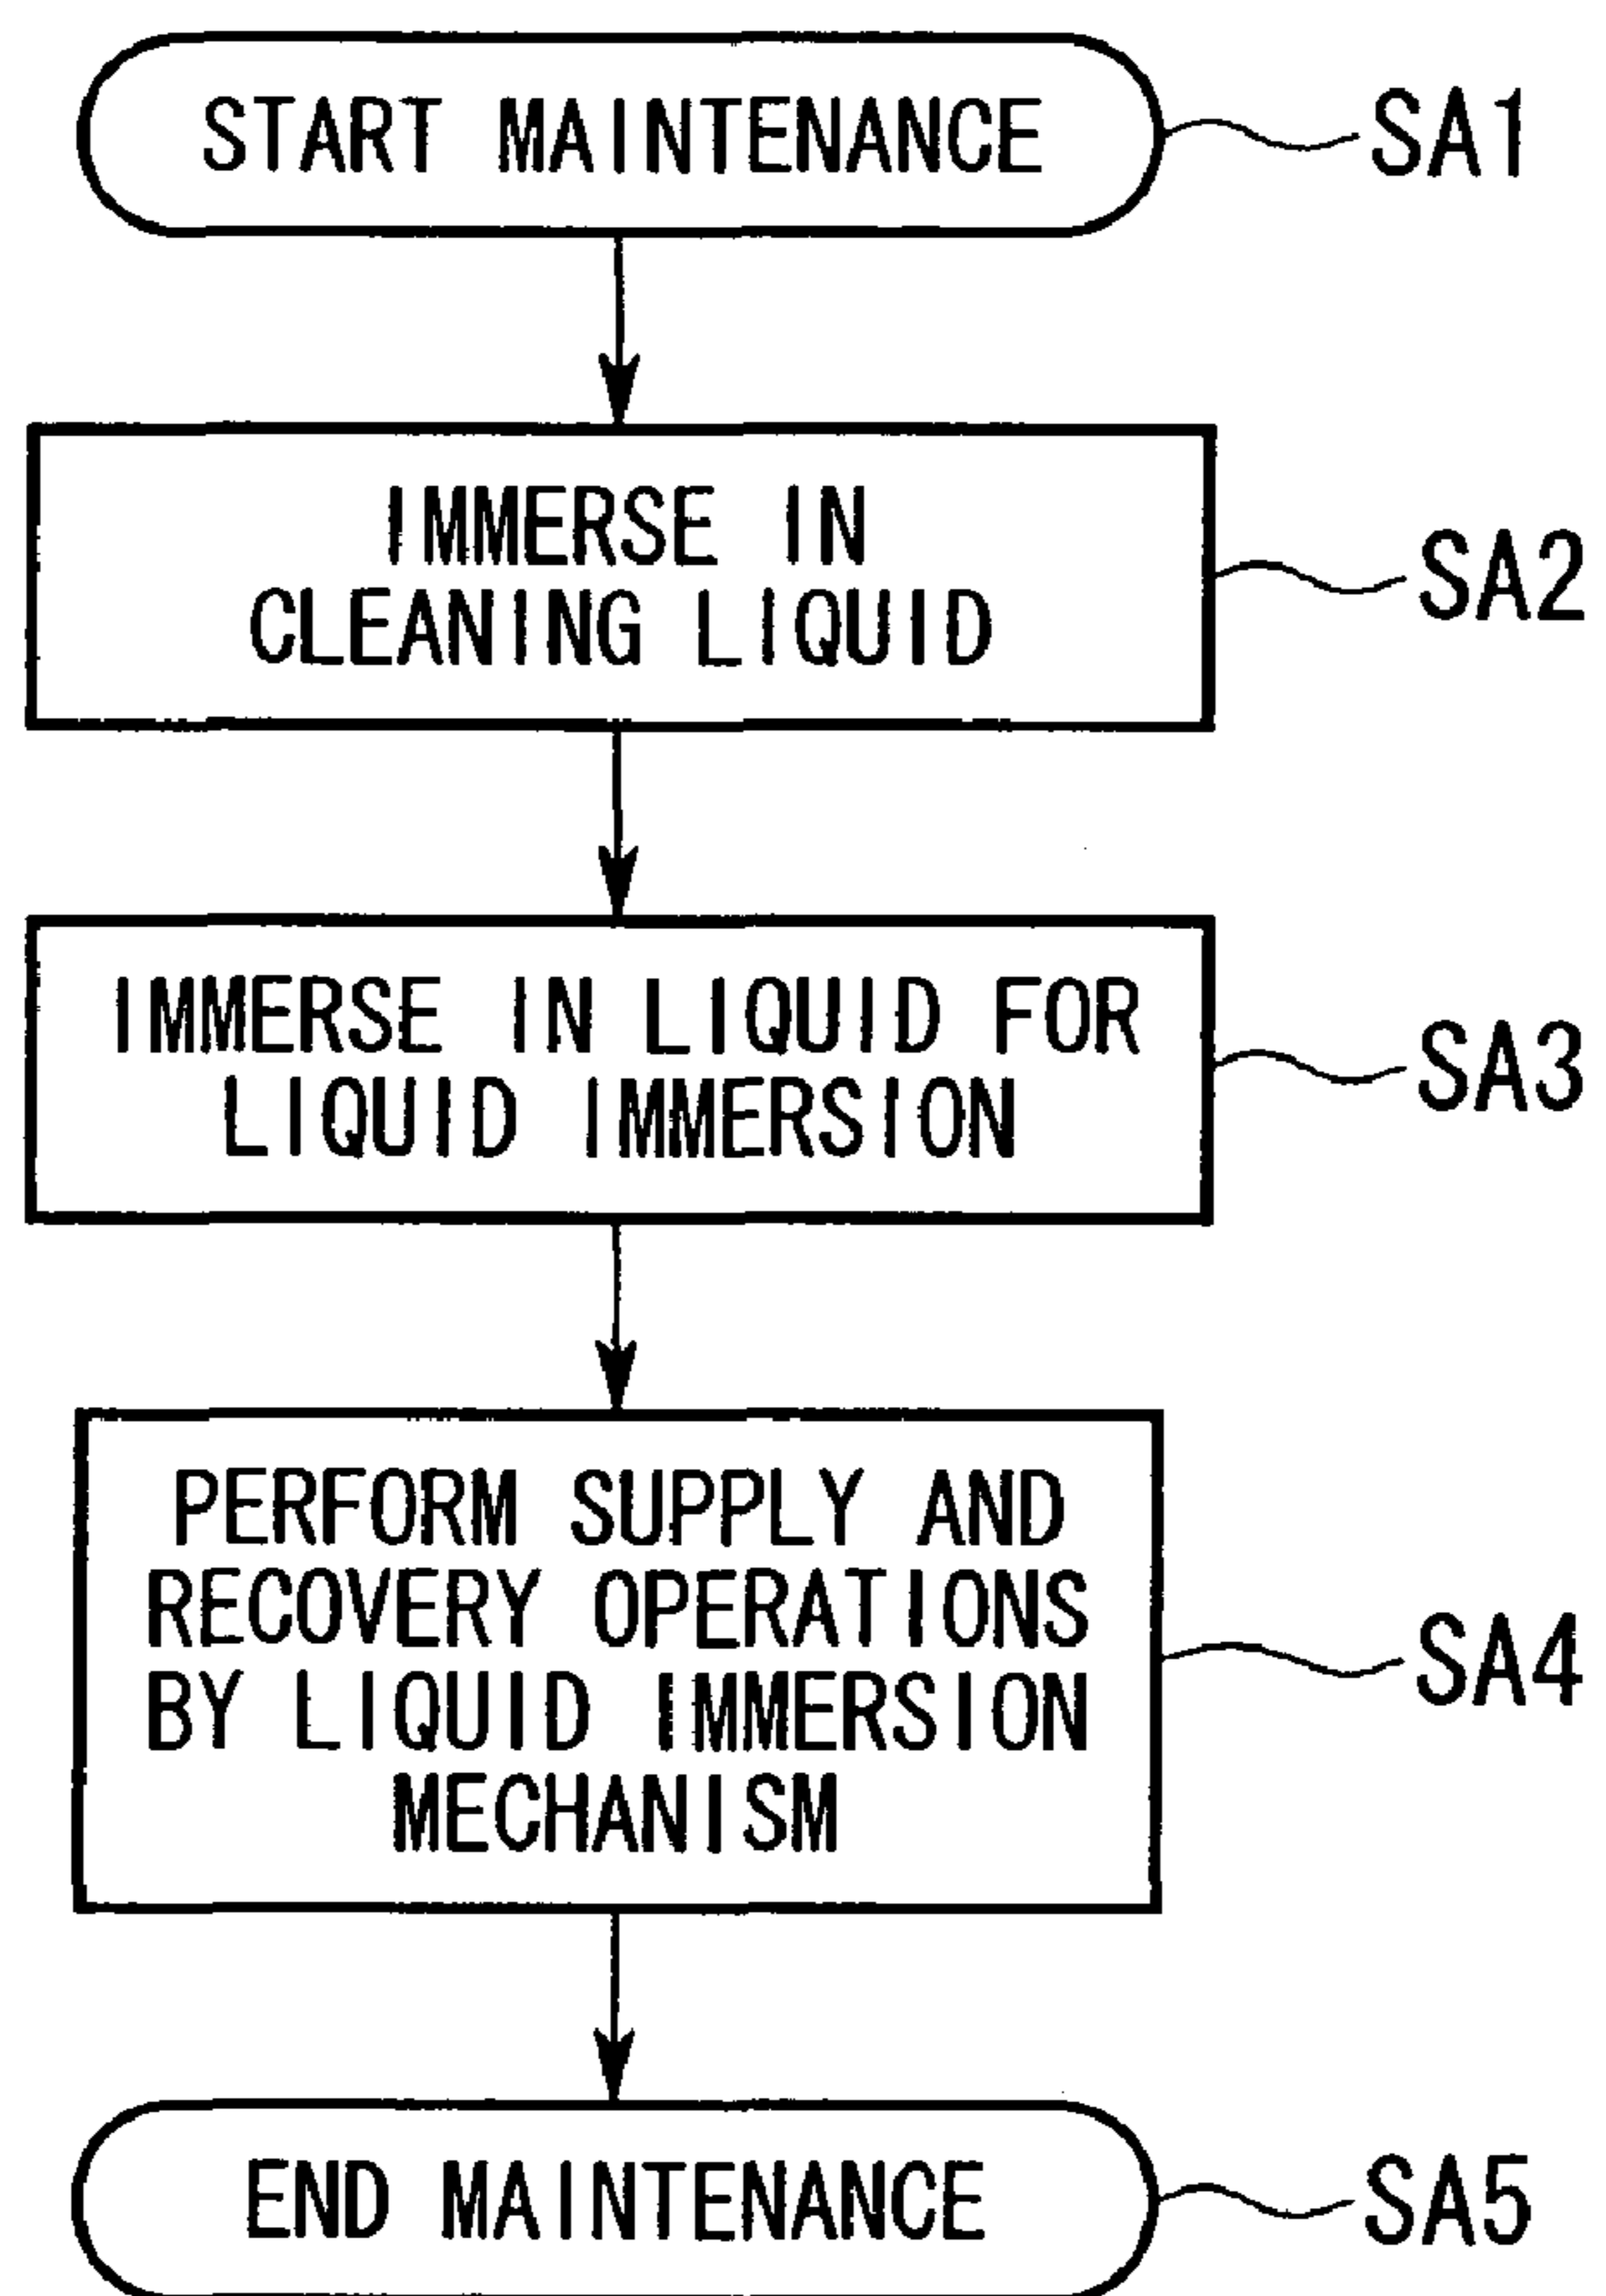 START MAINTENANCE
SA1
IMMERSE IN
CLEANING LIQUID
SA2
IMMERSE IN LIQUID FOR
LIQUID IMMERSION
SA3
PERFORM SUPPLY AND
RECOVERY OPERATIONS
BY LIQUID IMMERSION
MECHANISM
SA4
END MAINTENANCE
SA5